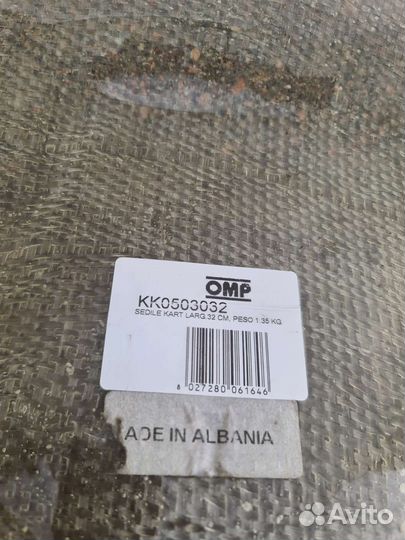 OMP
KK0503032
SEDILE KART LARG.32 CM, PESO 1.35 KG
8 027280 061646
ADE IN ALBANIA
Avito